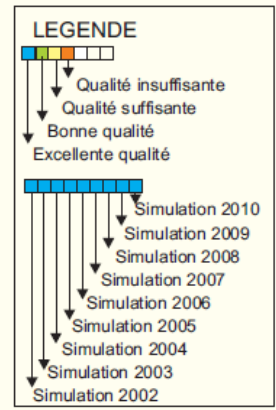 LEGENDE
Qualité insuffisante
Qualité suffisante
Bonne qualité
Excellente qualité
Simulation 2010
Simulation 2009
Simulation 2008
Simulation 2007
Simulation 2006
Simulation 2005
Simulation 2004
Simulation 2003
Simulation 2002